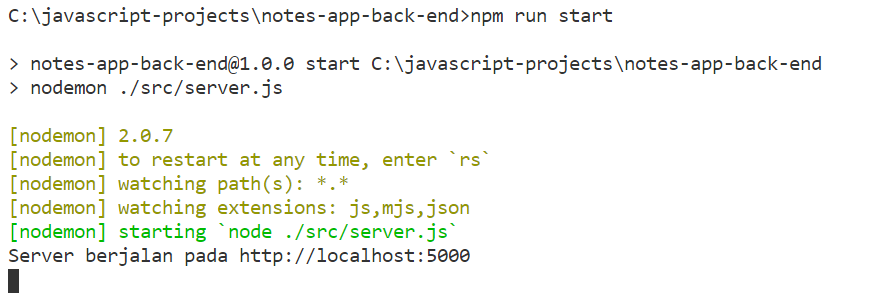 C:\javascript-projects\notes-app-back-end>npm run start
> notes-app-back-end@1.0.0 start C:\javascript-projects\notes-app-back-end
> nodemon ./src/server.js
[nodemon] 2.0.7
[nodemon] to restart at any time, enter `rs`
[nodemon] watching path(s): *.*
[nodemon] watching extensions: js,mjs,json
[nodemon] starting `node ./src/server.js`
Server berjalan pada http://localhost:5000